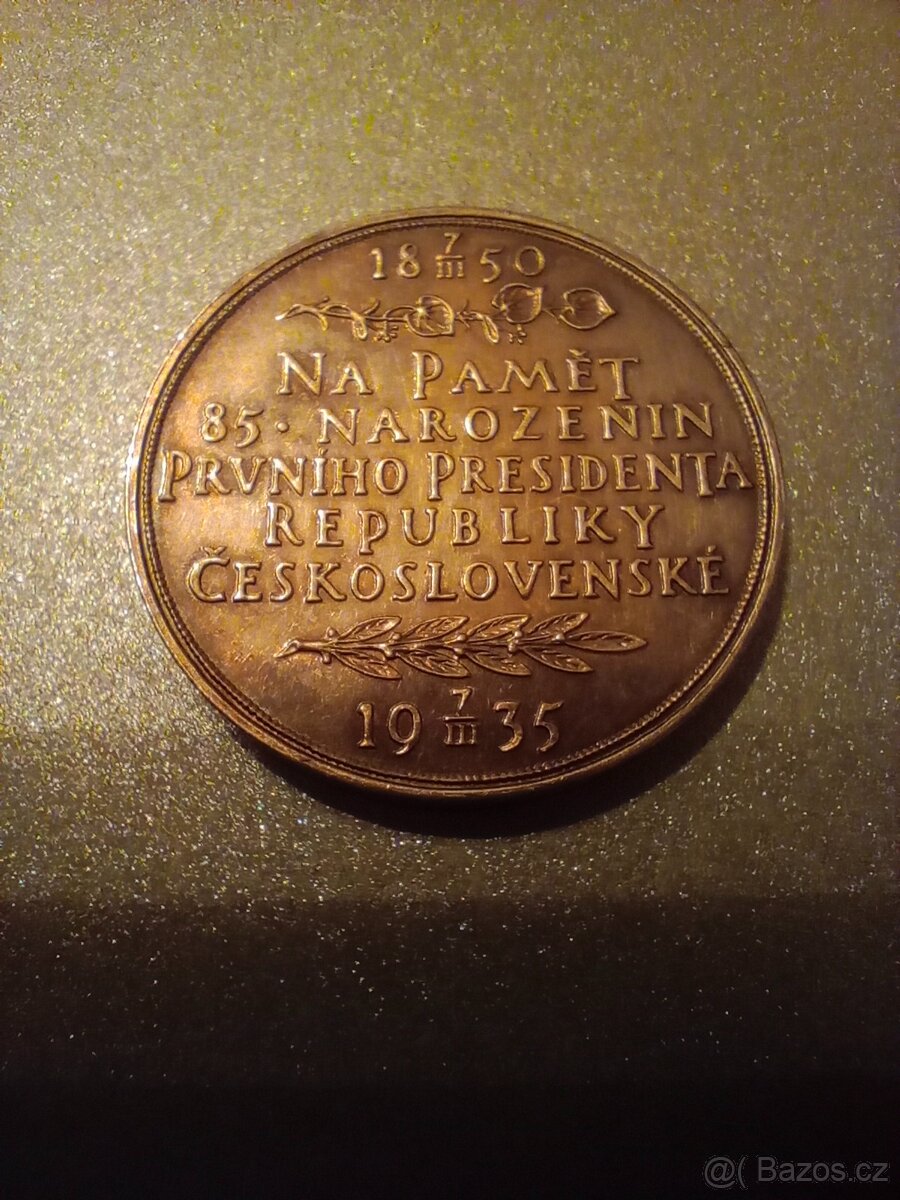 18 7/III 50
NA PAMĚT
85. NAROZENIN
PRVNÍHO PRESIDENTA
REPUBLIKY
ČESKOSLOVENSKÉ
19 7/III 35
@( Bazos.cz